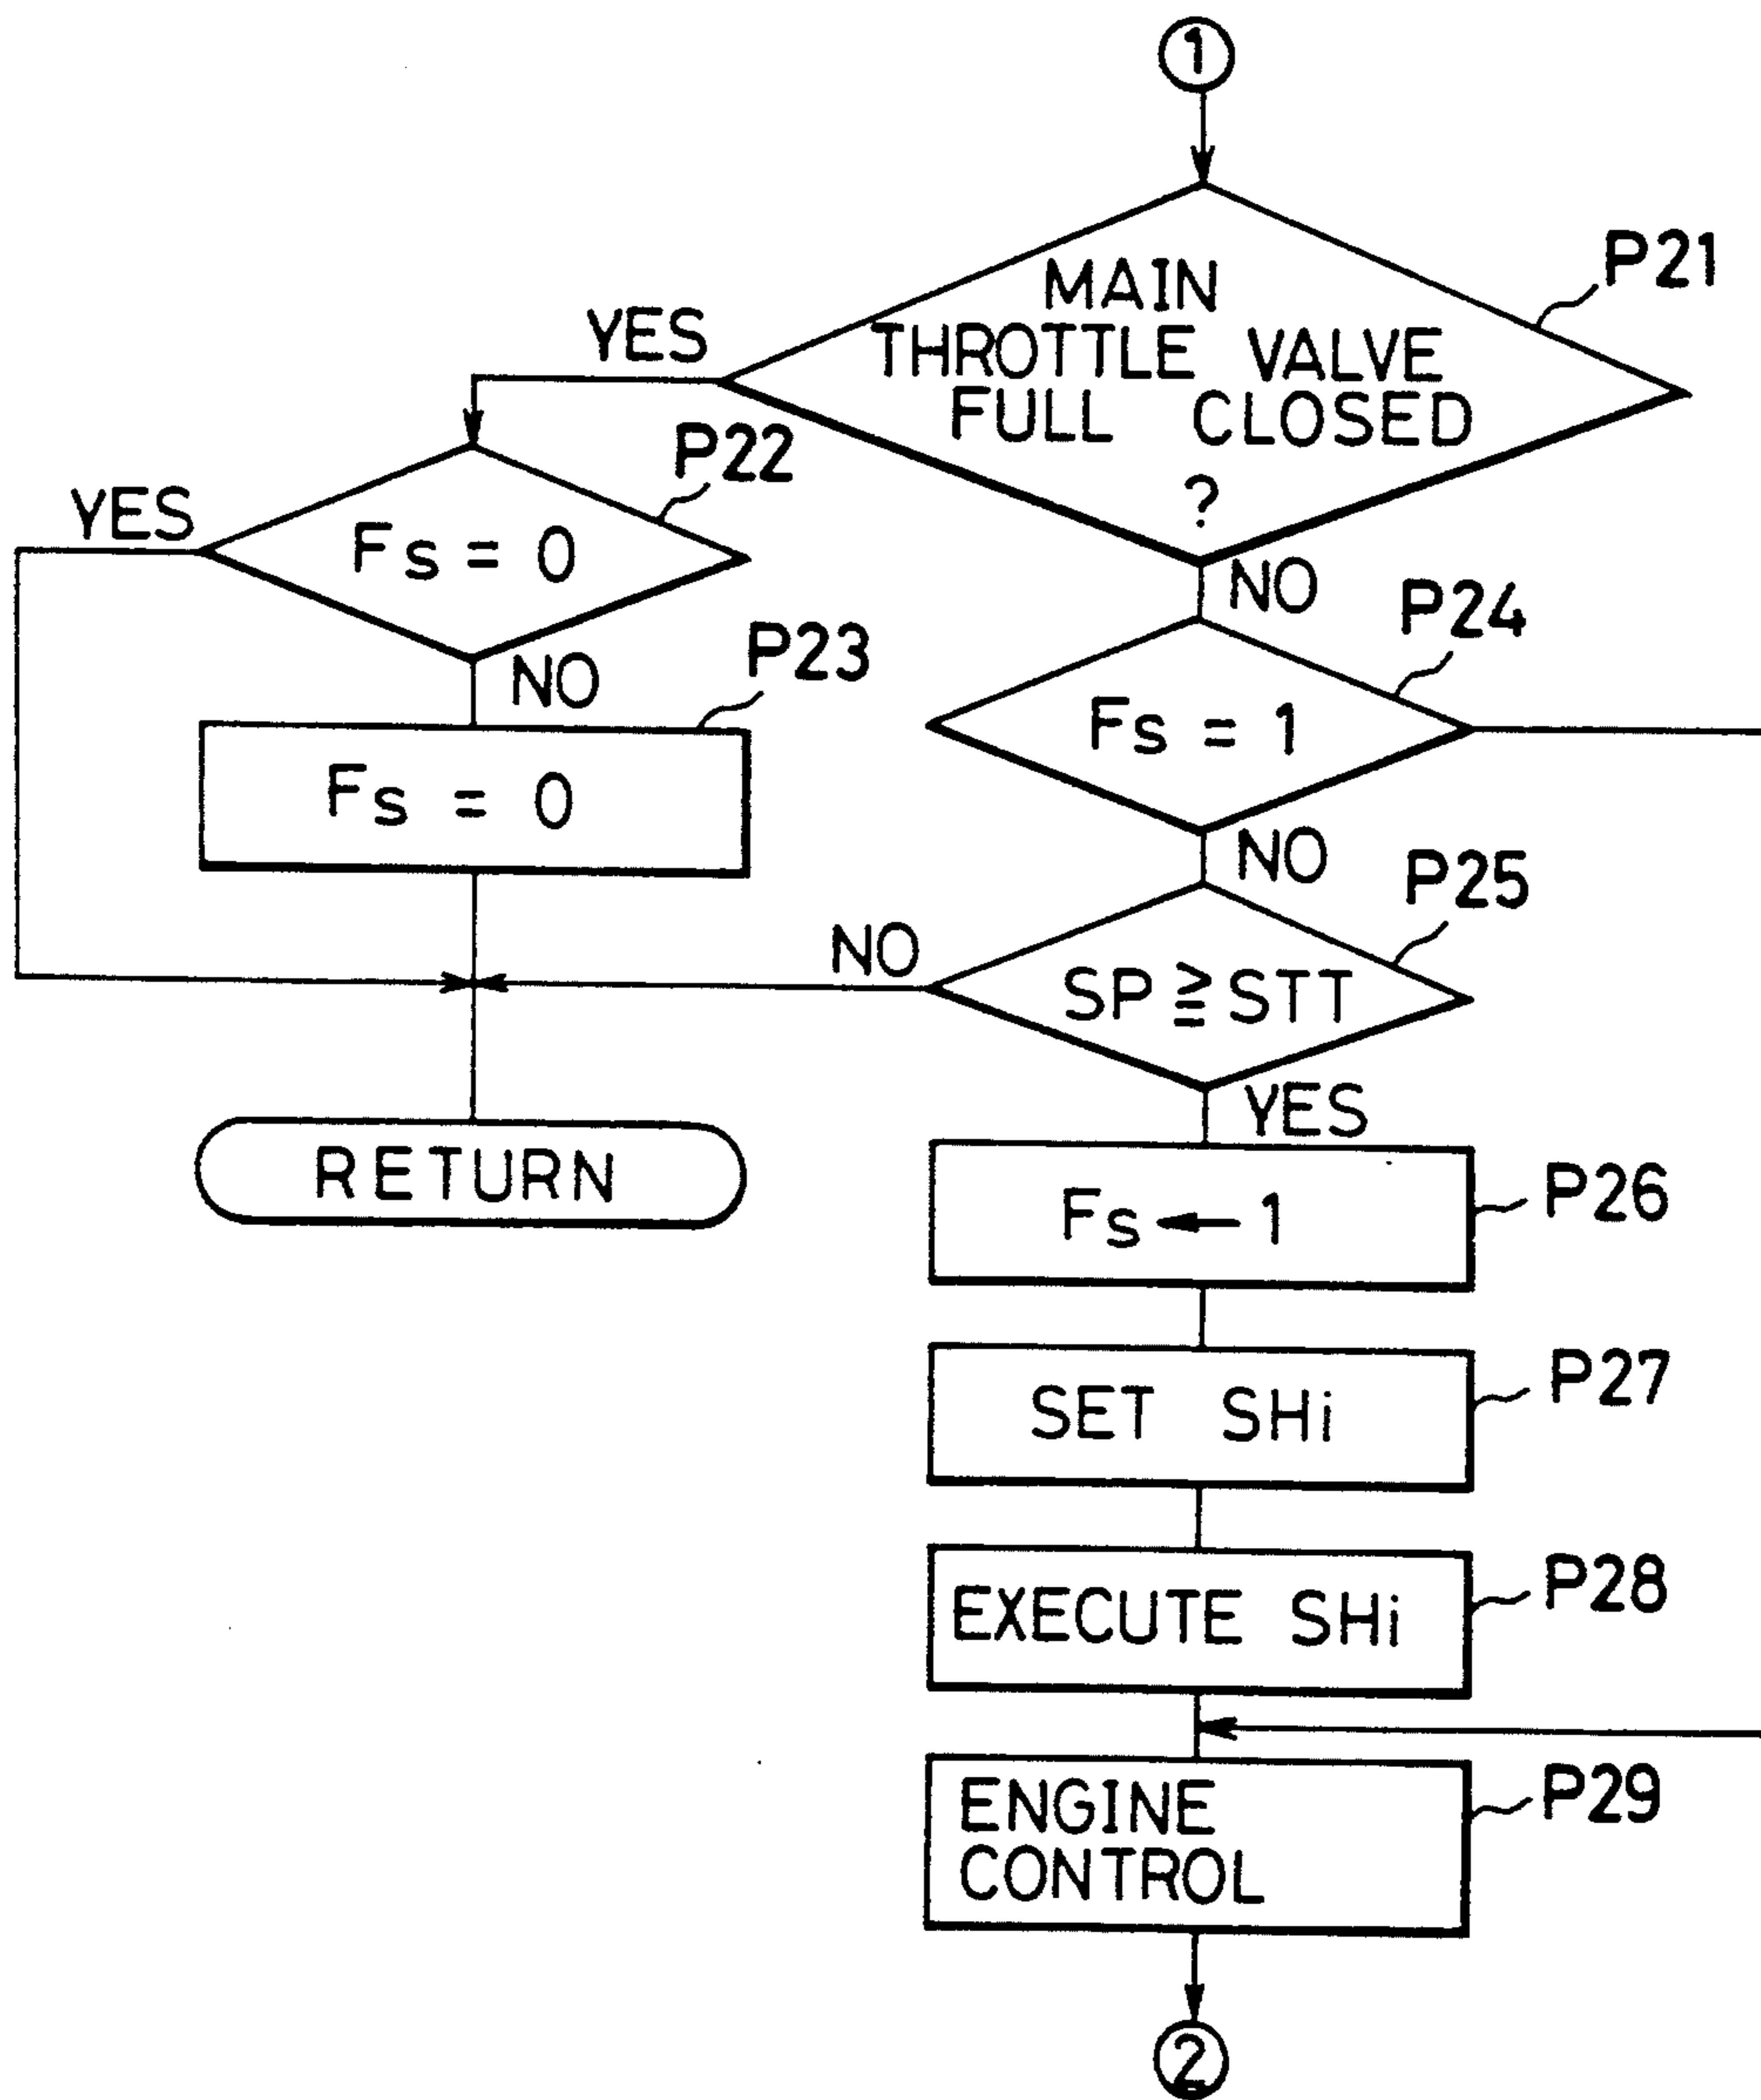 1
MAIN
THROTTLE VALVE
FULL CLOSED
?
P21
YES
P22
YES
Fs = 0
NO
P23
Fs = 0
NO
P24
Fs = 1
NO
P25
NO
SP ≧ STT
YES
RETURN
Fs ← 1
P26
SET SHi
P27
EXECUTE SHi
P28
ENGINE
CONTROL
P29
2